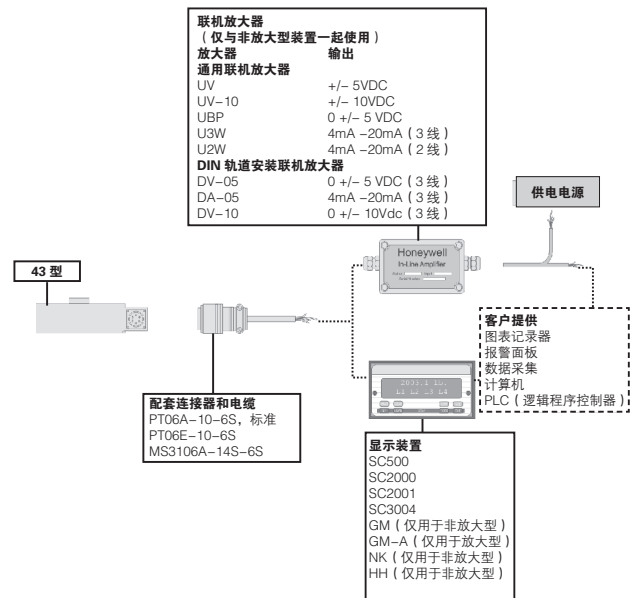 联机放大器
（仅与非放大型装置一起使用）
放大器 输出
通用联机放大器
UV +/- 5VDC
UV-10 +/- 10VDC
UBP 0 +/- 5 VDC
U3W 4mA -20mA（3 线）
U2W 4mA -20mA（2 线）
DIN 轨道安装联机放大器
DV-05 0 +/- 5 VDC（3 线）
DA-05 4mA -20mA（3 线）
DV-10 0 +/- 10Vdc（3 线）
供电电源
Honeywell
In-Line Amplifier
43 型
客户提供
图表记录器
报警面板
数据采集
计算机
PLC（逻辑程序控制器）
L1 L2 L3 L4
配套连接器和电缆
PT06A-10-6S，标准
PT06E-10-6S
MS3106A-14S-6S
显示装置
SC500
SC2000
SC2001
SC3004
GM（仅用于非放大型）
GM-A（仅用于放大型）
NK（仅用于非放大型）
HH（仅用于非放大型）